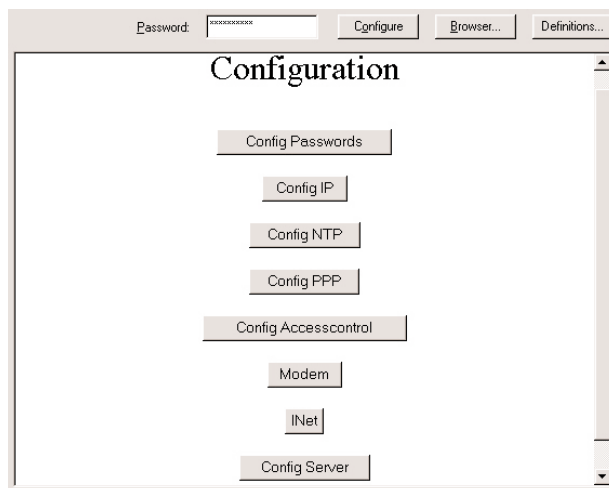 Password: xxxxxxxxxx Configure Browser... Definitions...
Configuration
Config Passwords
Config IP
Config NTP
Config PPP
Config Accesscontrol
Modem
INet
Config Server